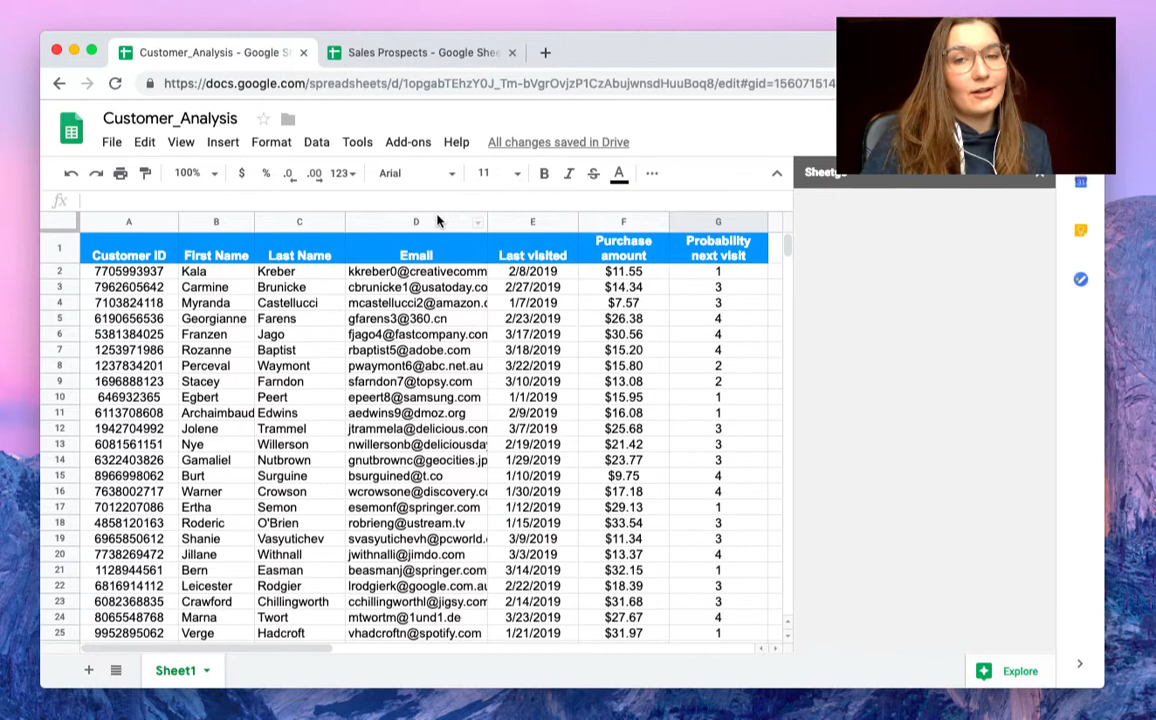 Customer_Analysis - Google S
Sales Prospects - Google Shee
https://docs.google.com/spreadsheets/d/1opgabTEhzY0J_Tm-bVgrOvjzP1CzAbujwnsdHuuBoq8/edit#gid=156071514
Customer_Analysis
File Edit View Insert Format Data Tools Add-ons Help All changes saved in Drive
100% $ % .0 .00 123 Arial 11 B I S A
Sheetgo
fx
A B C D E F G
1 Customer ID First Name Last Name Email Last visited Purchase amount Probability next visit
2 7705993937 Kala Kreber kkreber0@creativecomm 2/8/2019 $11.55 1
3 7962605642 Carmine Brunicke cbrunicke1@usatoday.co 2/27/2019 $14.34 3
4 7103824118 Myranda Castellucci mcastellucci2@amazon.c 1/7/2019 $7.57 3
5 6190656536 Georgianne Farens gfarens3@360.cn 2/23/2019 $26.38 4
6 5381384025 Franzen Jago fjago4@fastcompany.con 3/17/2019 $30.56 4
7 1253971986 Rozanne Baptist rbaptist5@adobe.com 3/18/2019 $15.20 4
8 1237834201 Perceval Waymont pwaymont6@abc.net.au 3/22/2019 $15.80 2
9 1696888123 Stacey Farndon sfarndon7@topsy.com 3/10/2019 $13.08 2
10 646932365 Egbert Peert epeert8@samsung.com 1/1/2019 $15.95 1
11 6113708608 Archaimbaud Edwins aedwins9@dmoz.org 2/9/2019 $16.08 1
12 1942704992 Jolene Trammel jtrammela@delicious.con 3/7/2019 $25.68 3
13 6081561151 Nye Willerson nwillersonb@deliciousda 2/19/2019 $21.42 3
14 6322403826 Gamaliel Nutbrown gnutbrownc@geocities.jp 1/29/2019 $23.77 3
15 8966998062 Burt Surguine bsurguined@t.co 1/10/2019 $9.75 4
16 7638002717 Warner Crowson wcrowsone@discovery.cc 1/30/2019 $17.18 4
17 7012207086 Ertha Semon esemonf@springer.com 1/12/2019 $29.13 1
18 4858120163 Roderic O'Brien robrieng@ustream.tv 1/15/2019 $33.54 3
19 6965850612 Shanie Vasyutichev svasyutichevh@pcworld. 3/9/2019 $11.34 3
20 7738269472 Jillane Withnall jwithnalli@jimdo.com 3/3/2019 $13.37 4
21 1128944561 Bern Easman beasmanj@springer.com 3/14/2019 $32.15 1
22 6816914112 Leicester Rodgier lrodgierk@google.com.au 2/22/2019 $18.39 3
23 6082368835 Crawford Chillingworth cchillingworthl@jigsy.com 2/14/2019 $31.68 3
24 8065548768 Marna Twort mtwortm@1und1.de 3/23/2019 $27.67 4
25 9952895062 Verge Hadcroft vhadcroftn@spotify.com 1/21/2019 $31.97 1
Sheet1
Explore